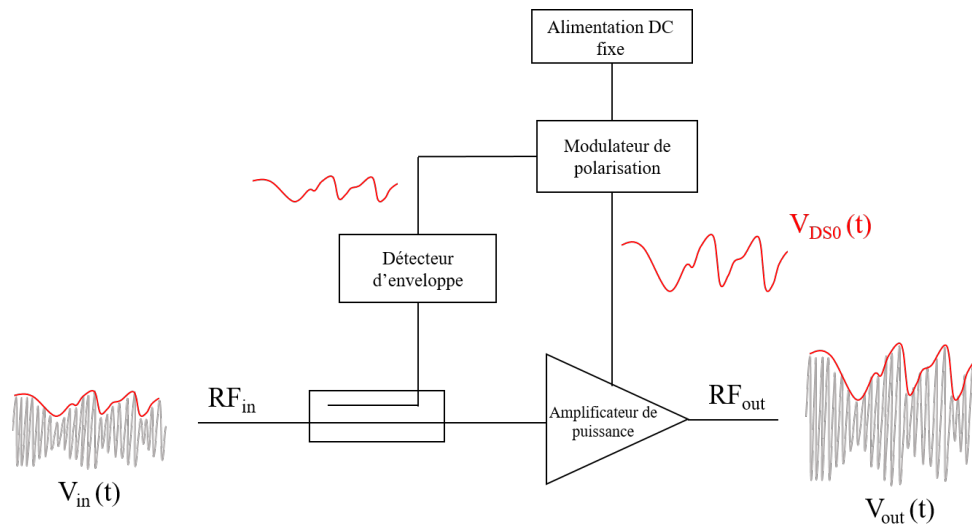 Alimentation DC
fixe
Modulateur de
polarisation
V_DS0 (t)
Détecteur
d'enveloppe
RF_in
Amplificateur de
puissance
RF_out
V_in (t)
V_out (t)